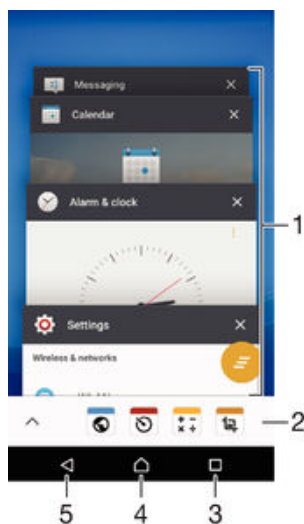 Messaging
Calendar
Alarm & clock
Settings
Wireless & networks
1
2
5
4
3